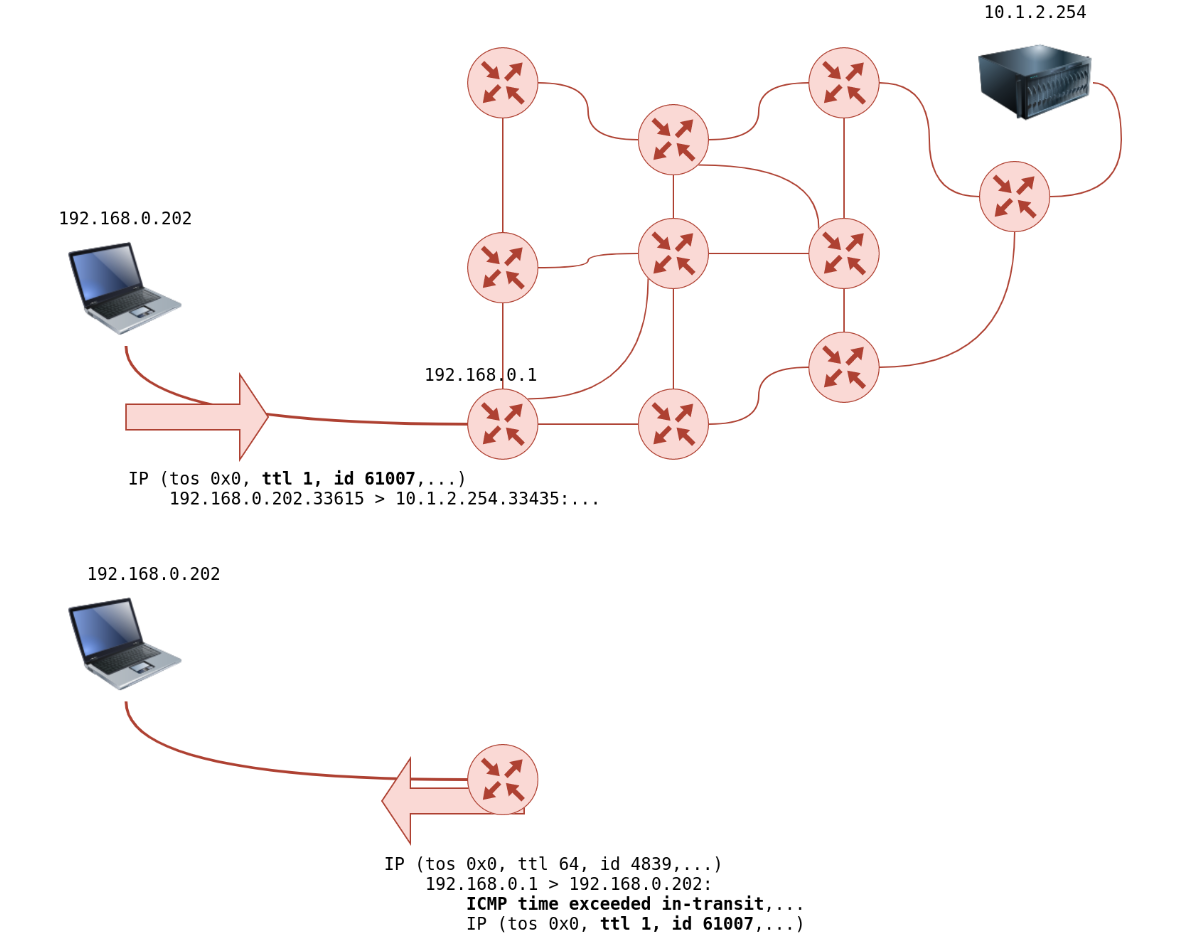 10.1.2.254
192.168.0.202
192.168.0.1
IP (tos 0x0, ttl 1, id 61007,...)
192.168.0.202.33615 > 10.1.2.254.33435:...
192.168.0.202
IP (tos 0x0, ttl 64, id 4839,...)
192.168.0.1 > 192.168.0.202:
ICMP time exceeded in-transit,...
IP (tos 0x0, ttl 1, id 61007,...)